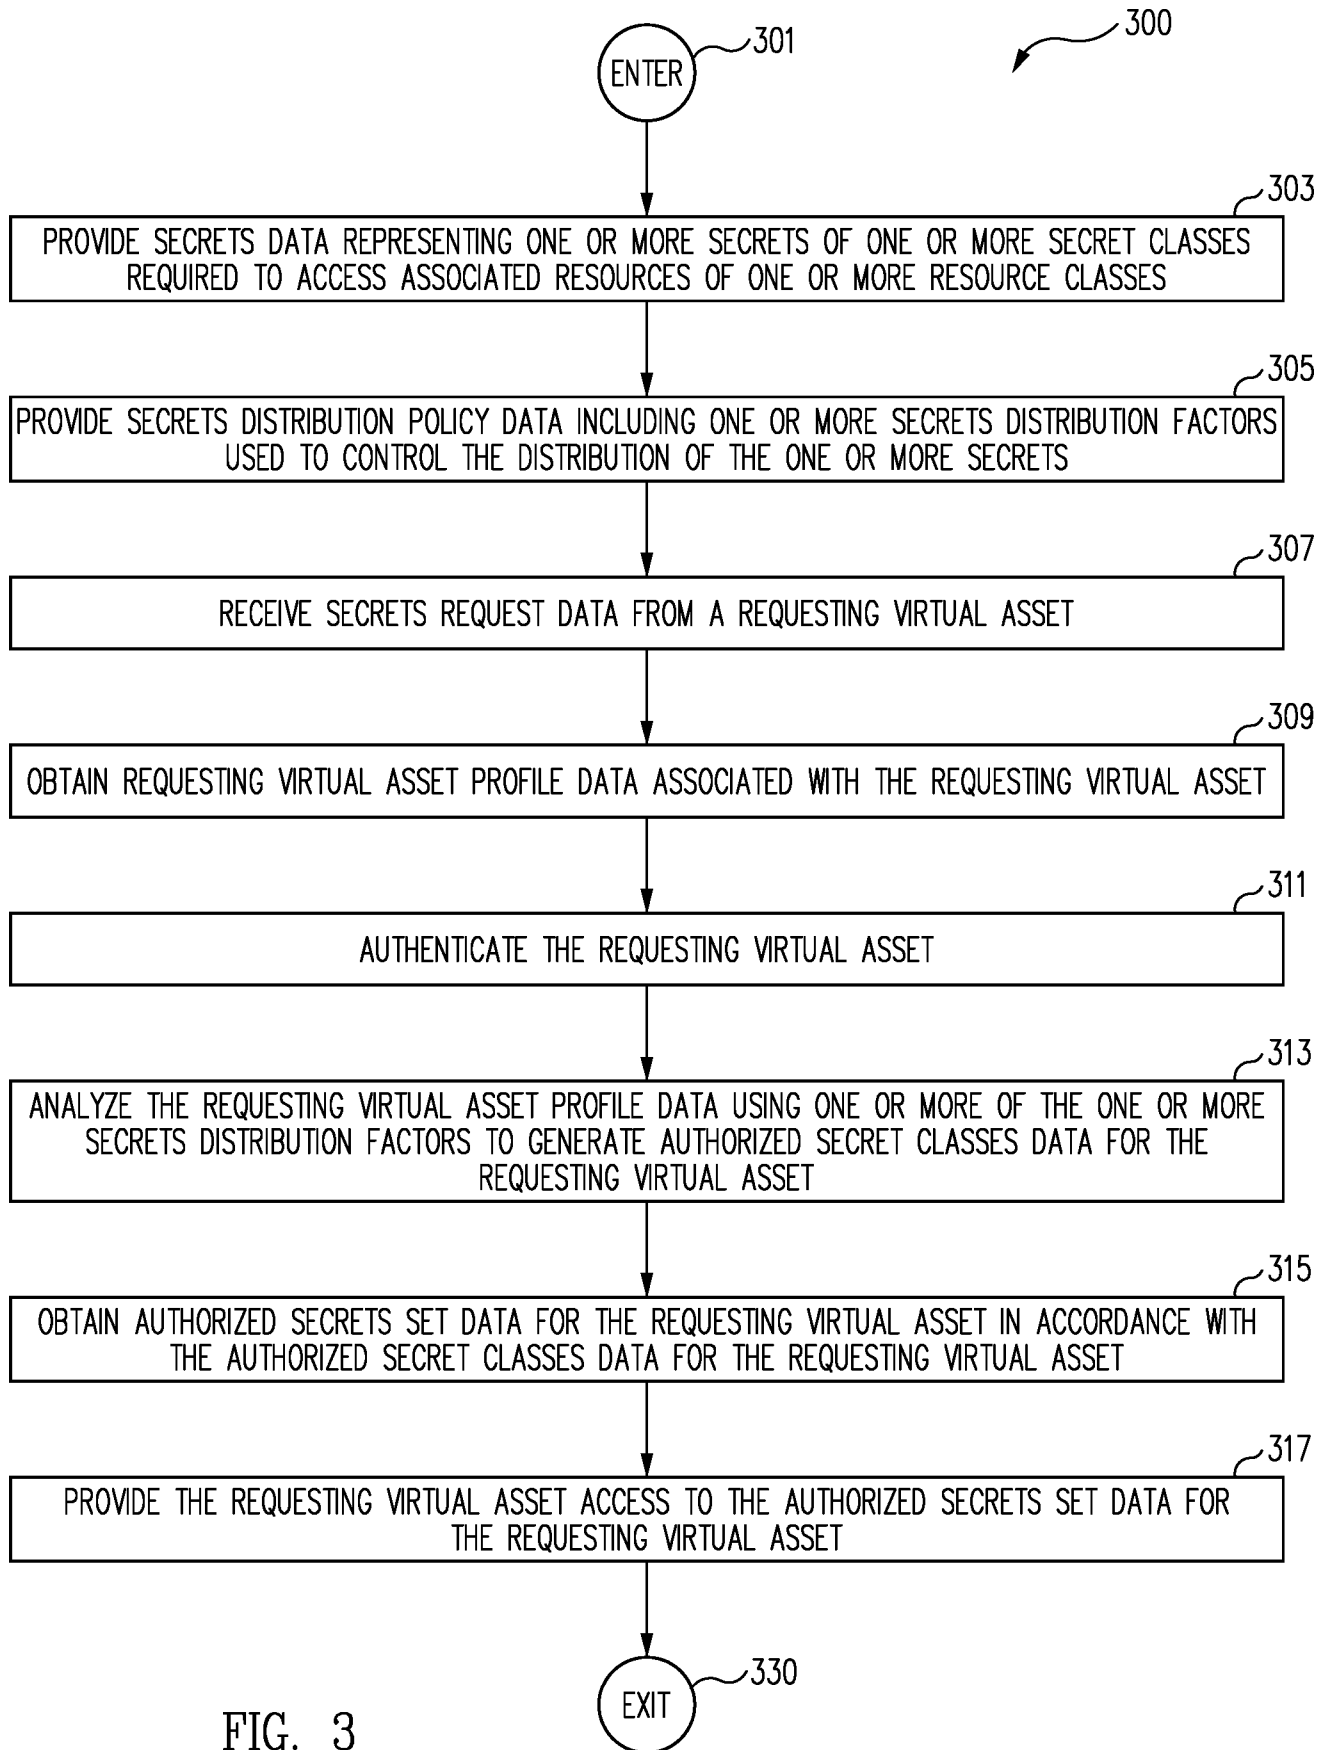 300
301
ENTER
303
PROVIDE SECRETS DATA REPRESENTING ONE OR MORE SECRETS OF ONE OR MORE SECRET CLASSES
REQUIRED TO ACCESS ASSOCIATED RESOURCES OF ONE OR MORE RESOURCE CLASSES
305
PROVIDE SECRETS DISTRIBUTION POLICY DATA INCLUDING ONE OR MORE SECRETS DISTRIBUTION FACTORS
USED TO CONTROL THE DISTRIBUTION OF THE ONE OR MORE SECRETS
307
RECEIVE SECRETS REQUEST DATA FROM A REQUESTING VIRTUAL ASSET
309
OBTAIN REQUESTING VIRTUAL ASSET PROFILE DATA ASSOCIATED WITH THE REQUESTING VIRTUAL ASSET
311
AUTHENTICATE THE REQUESTING VIRTUAL ASSET
313
ANALYZE THE REQUESTING VIRTUAL ASSET PROFILE DATA USING ONE OR MORE OF THE ONE OR MORE
SECRETS DISTRIBUTION FACTORS TO GENERATE AUTHORIZED SECRET CLASSES DATA FOR THE
REQUESTING VIRTUAL ASSET
315
OBTAIN AUTHORIZED SECRETS SET DATA FOR THE REQUESTING VIRTUAL ASSET IN ACCORDANCE WITH
THE AUTHORIZED SECRET CLASSES DATA FOR THE REQUESTING VIRTUAL ASSET
317
PROVIDE THE REQUESTING VIRTUAL ASSET ACCESS TO THE AUTHORIZED SECRETS SET DATA FOR
THE REQUESTING VIRTUAL ASSET
330
EXIT
FIG. 3